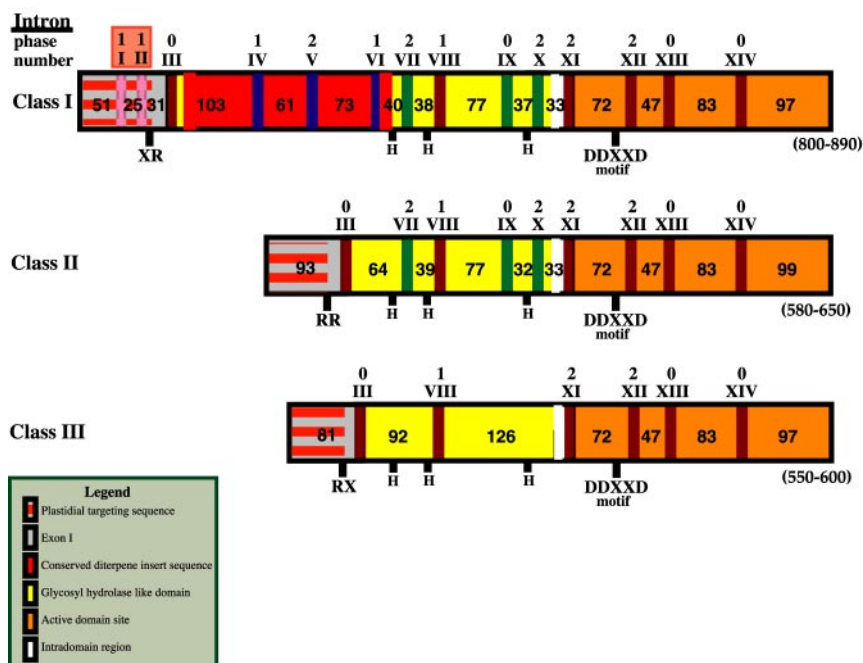 Intron
phase 1 1 0 1 2 1 2 1 0 2 2 2 0 0
number I II III IV V VI VII VIII IX X XI XII XIII XIV
Class I 51 25 31 103 61 73 40 38 77 37 33 72 47 83 97
XR H H H DDXXD (800-890)
motif
0 2 1 0 2 2 2 0 0
III VII VIII IX X XI XII XIII XIV
Class II 93 64 39 77 32 33 72 47 83 99
RR H H H DDXXD (580-650)
motif
0 1 2 2 0 0
III VIII XI XII XIII XIV
Class III 81 92 126 72 47 83 97
RX H H H DDXXD (550-600)
motif
Legend
Plastidial targeting sequence
Exon I
Conserved diterpene insert sequence
Glycosyl hydrolase like domain
Active domain site
Intradomain region